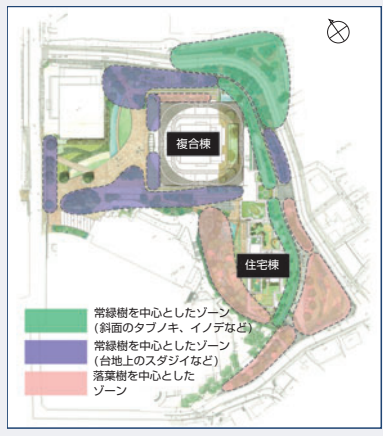 複合棟
住宅棟
常緑樹を中心としたゾーン
(斜面のタブノキ、イノデなど)
常緑樹を中心としたゾーン
(台地上のスダジイなど)
落葉樹を中心とした
ゾーン